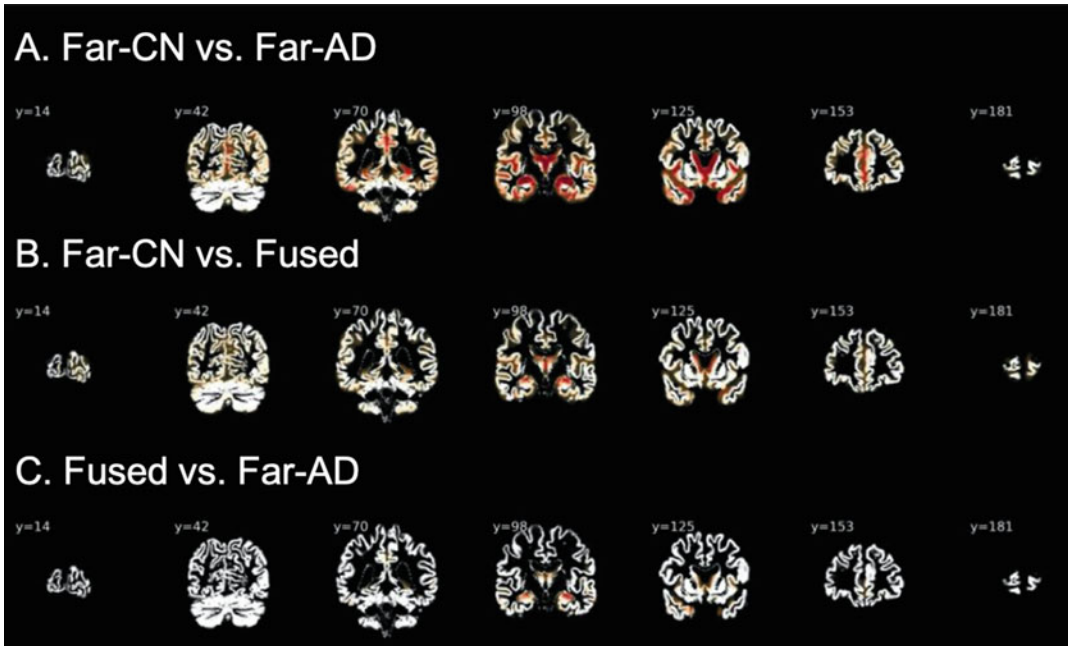 A. Far-CN vs. Far-AD
y=14 y=42 y=70 y=98 y=125 y=153 y=181
B. Far-CN vs. Fused
y=14 y=42 y=70 y=98 y=125 y=153 y=181
C. Fused vs. Far-AD
y=14 y=42 y=70 y=98 y=125 y=153 y=181